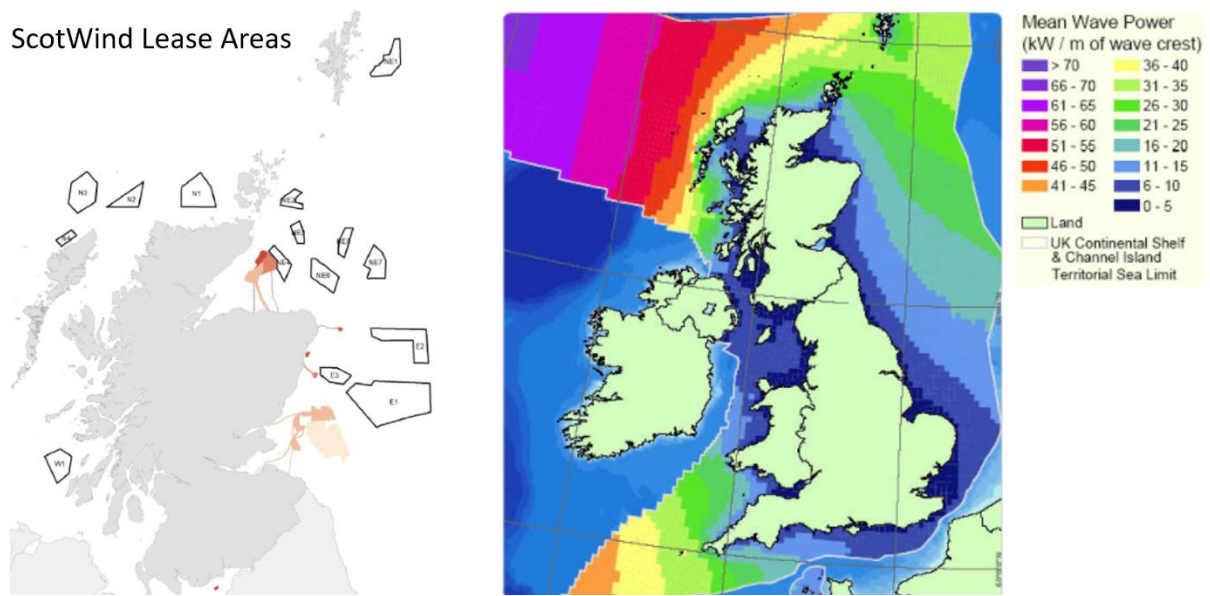 ScotWind Lease Areas
NE1
N3
N2
N1
NE2
N4
NE3
NE4
NE6
NE7
E2
E3
E1
W1
Mean Wave Power
(kW / m of wave crest)
> 70
66 - 70
61 - 65
56 - 60
51 - 55
46 - 50
41 - 45
36 - 40
31 - 35
26 - 30
21 - 25
16 - 20
11 - 15
6 - 10
0 - 5
Land
UK Continental Shelf
& Channel Island
Territorial Sea Limit